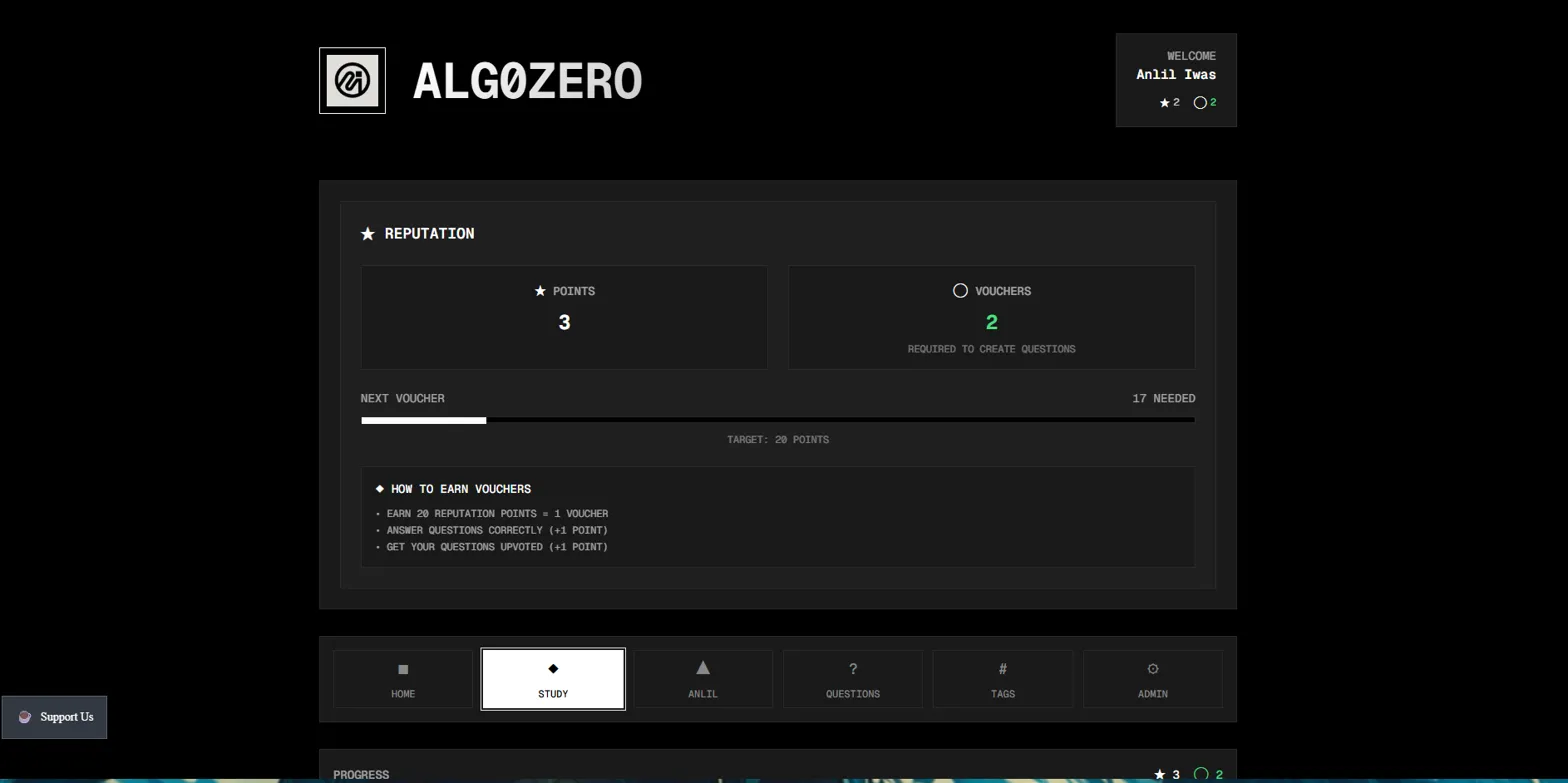 ALG0ZERO
WELCOME
Anlil Iwas
★ 2 ◯ 2
★ REPUTATION
★ POINTS
3
◯ VOUCHERS
2
REQUIRED TO CREATE QUESTIONS
NEXT VOUCHER
17 NEEDED
TARGET: 20 POINTS
◆ HOW TO EARN VOUCHERS
• EARN 20 REPUTATION POINTS = 1 VOUCHER
• ANSWER QUESTIONS CORRECTLY (+1 POINT)
• GET YOUR QUESTIONS UPVOTED (+1 POINT)
■
HOME
◆
STUDY
▲
ANLIL
?
QUESTIONS
#
TAGS
⚙
ADMIN
Support Us
PROGRESS
★ 3 ◯ 2